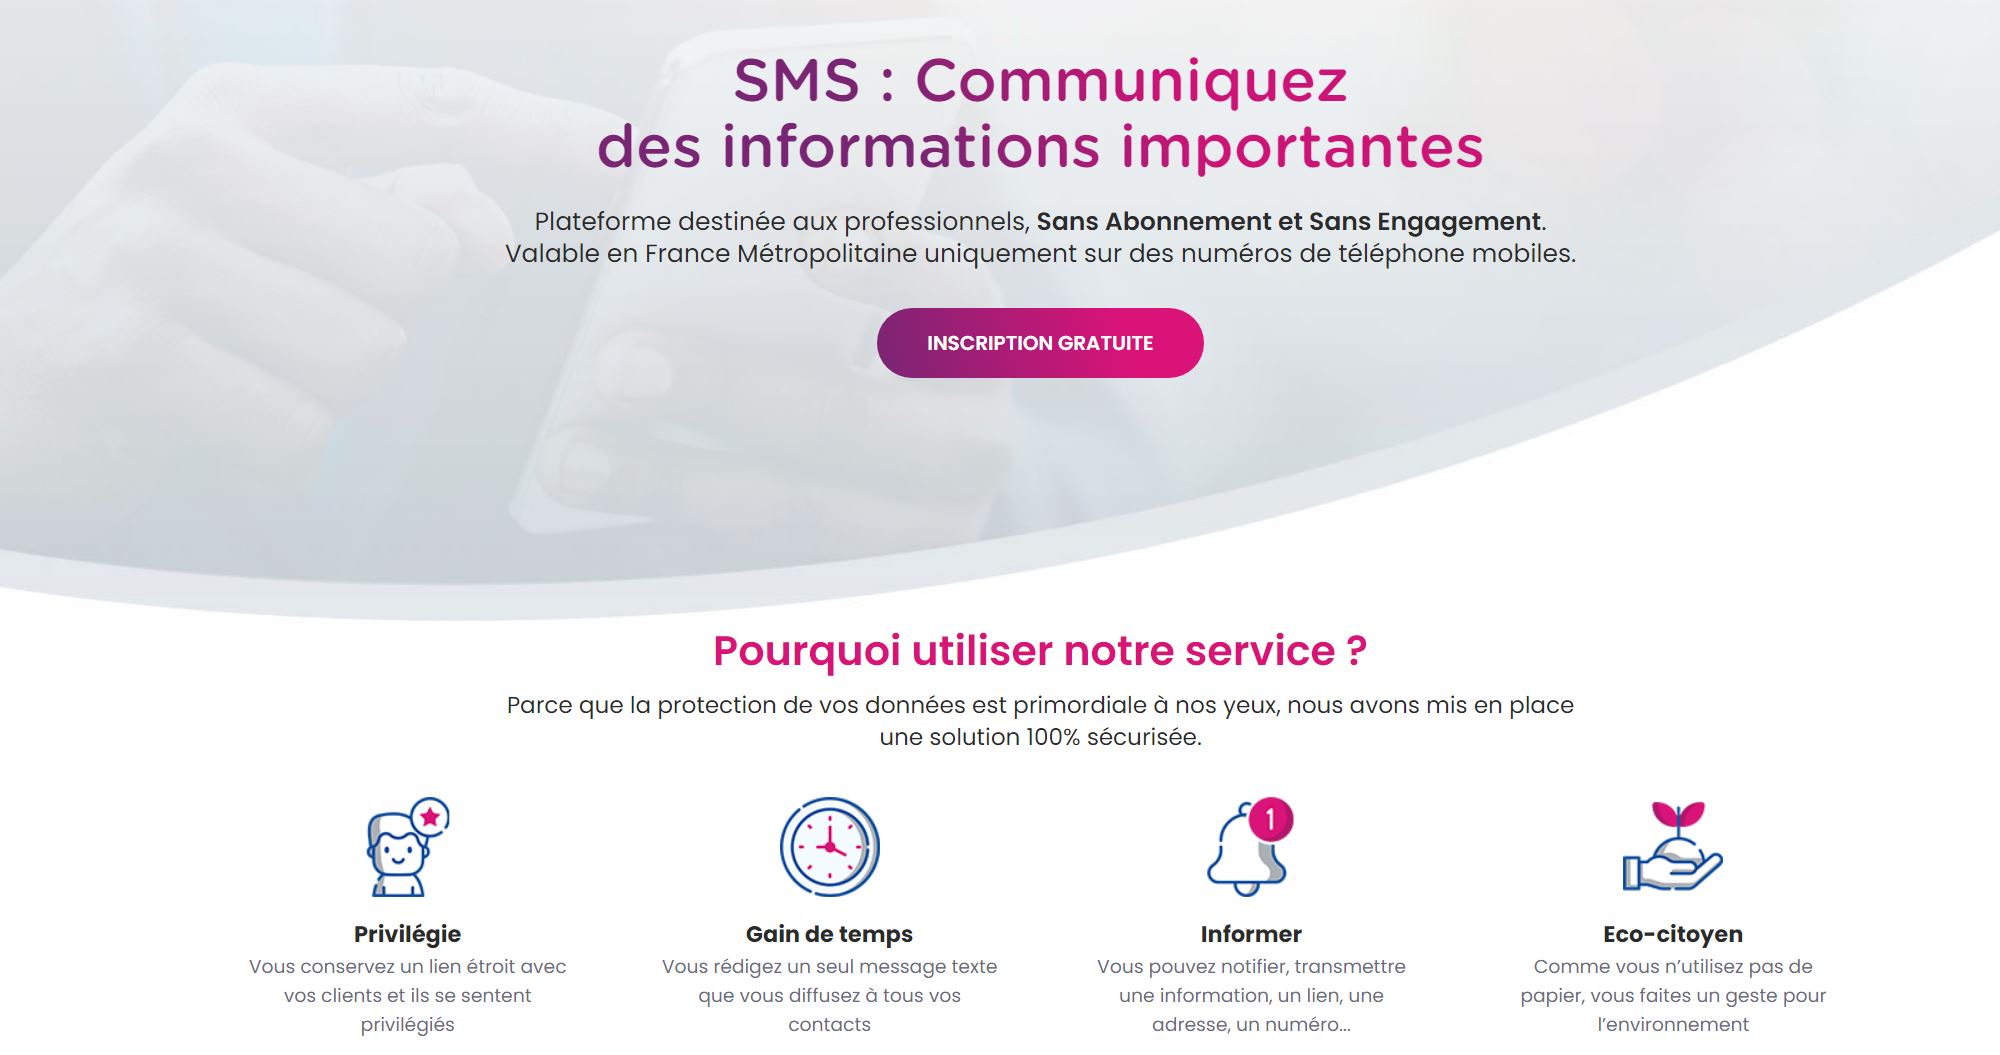 SMS : Communiquez
des informations importantes
Plateforme destinée aux professionnels, Sans Abonnement et Sans Engagement.
Valable en France Métropolitaine uniquement sur des numéros de téléphone mobiles.
INSCRIPTION GRATUITE
Pourquoi utiliser notre service ?
Parce que la protection de vos données est primordiale à nos yeux, nous avons mis en place
une solution 100% sécurisée.
1
Privilégie
Vous conservez un lien étroit avec
vos clients et ils se sentent
privilégiés
Gain de temps
Vous rédigez un seul message texte
que vous diffusez à tous vos
contacts
Informer
Vous pouvez notifier, transmettre
une information, un lien, une
adresse, un numéro...
Eco-citoyen
Comme vous n’utilisez pas de
papier, vous faites un geste pour
l’environnement